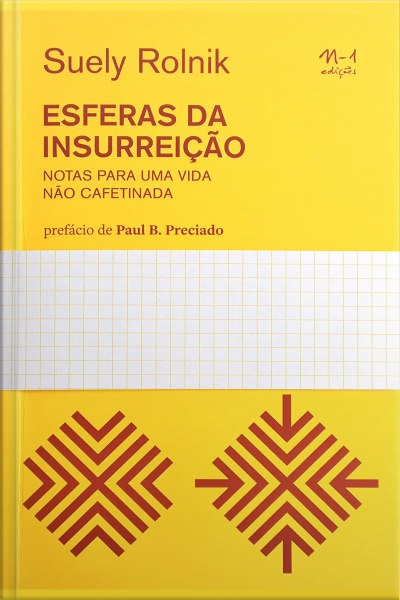 Suely Rolnik
n-1
edições
ESFERAS DA
INSURREIÇÃO
NOTAS PARA UMA VIDA
NÃO CAFETINADA
prefácio de Paul B. Preciado